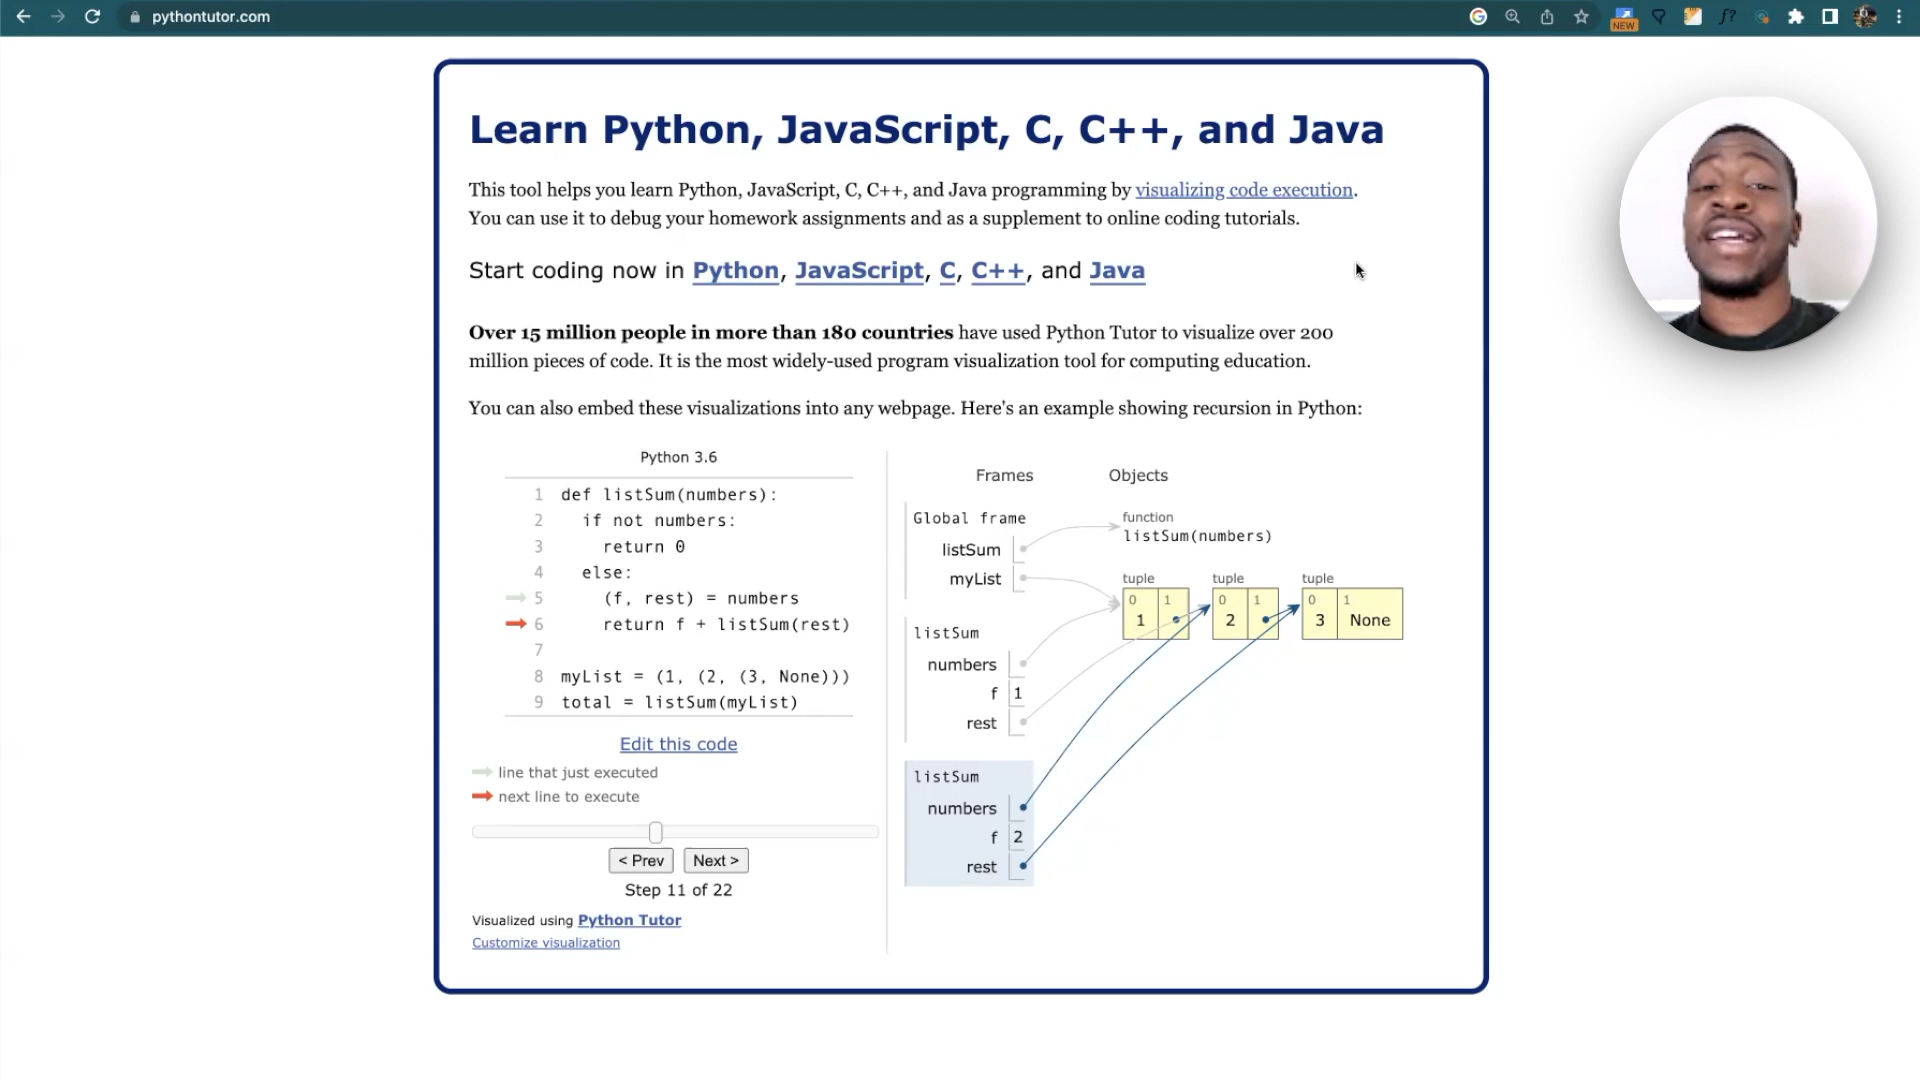 pythontutor.com
NEW
f?
Learn Python, JavaScript, C, C++, and Java
This tool helps you learn Python, JavaScript, C, C++, and Java programming by visualizing code execution.
You can use it to debug your homework assignments and as a supplement to online coding tutorials.
Start coding now in Python, JavaScript, C, C++, and Java
Over 15 million people in more than 180 countries have used Python Tutor to visualize over 200
million pieces of code. It is the most widely-used program visualization tool for computing education.
You can also embed these visualizations into any webpage. Here's an example showing recursion in Python:
Python 3.6
1 def listSum(numbers):
2 if not numbers:
3 return 0
4 else:
5 (f, rest) = numbers
6 return f + listSum(rest)
7
8 myList = (1, (2, (3, None)))
9 total = listSum(myList)
Edit this code
line that just executed
next line to execute
< Prev Next >
Step 11 of 22
Visualized using Python Tutor
Customize visualization
Frames Objects
Global frame
listSum
myList
function
listSum(numbers)
tuple tuple tuple
0 1 0 1 0 1
1 2 3 None
listSum
numbers
f 1
rest
listSum
numbers
f 2
rest